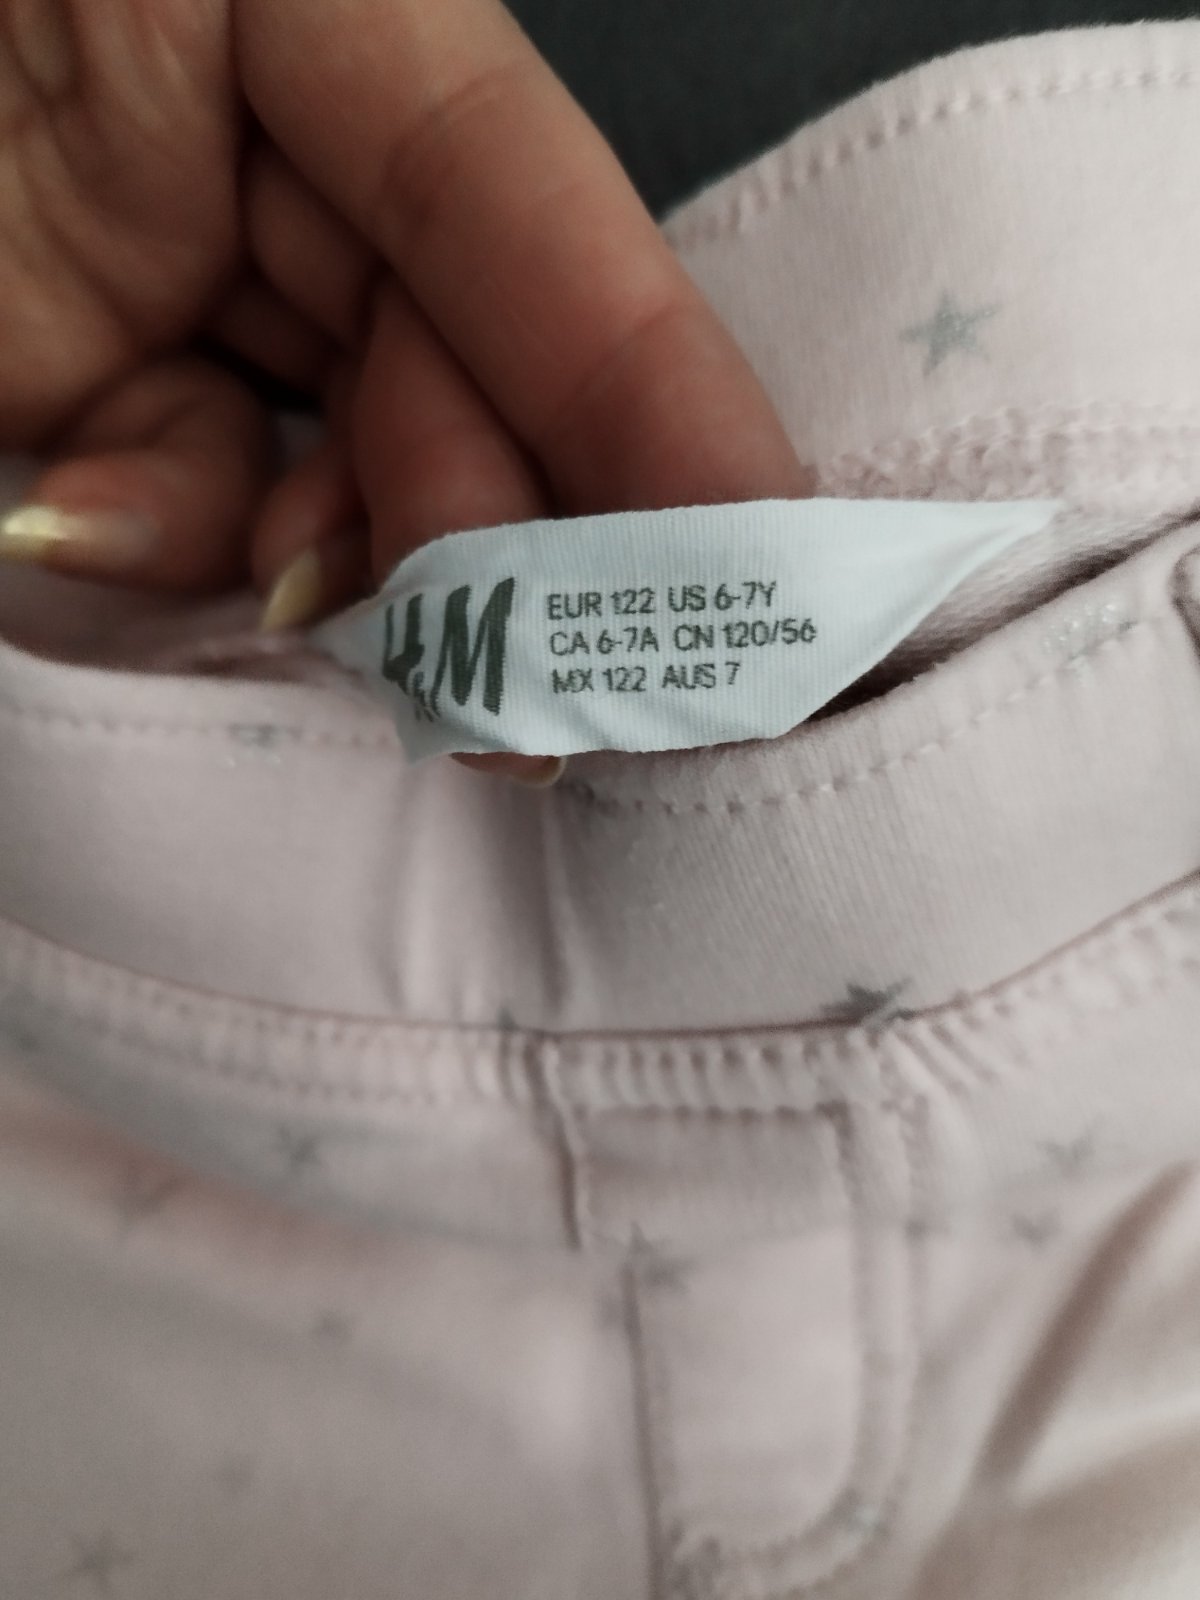 H&M
EUR 122 US 6-7Y
CA 6-7A CN 120/56
MX 122 AUS 7